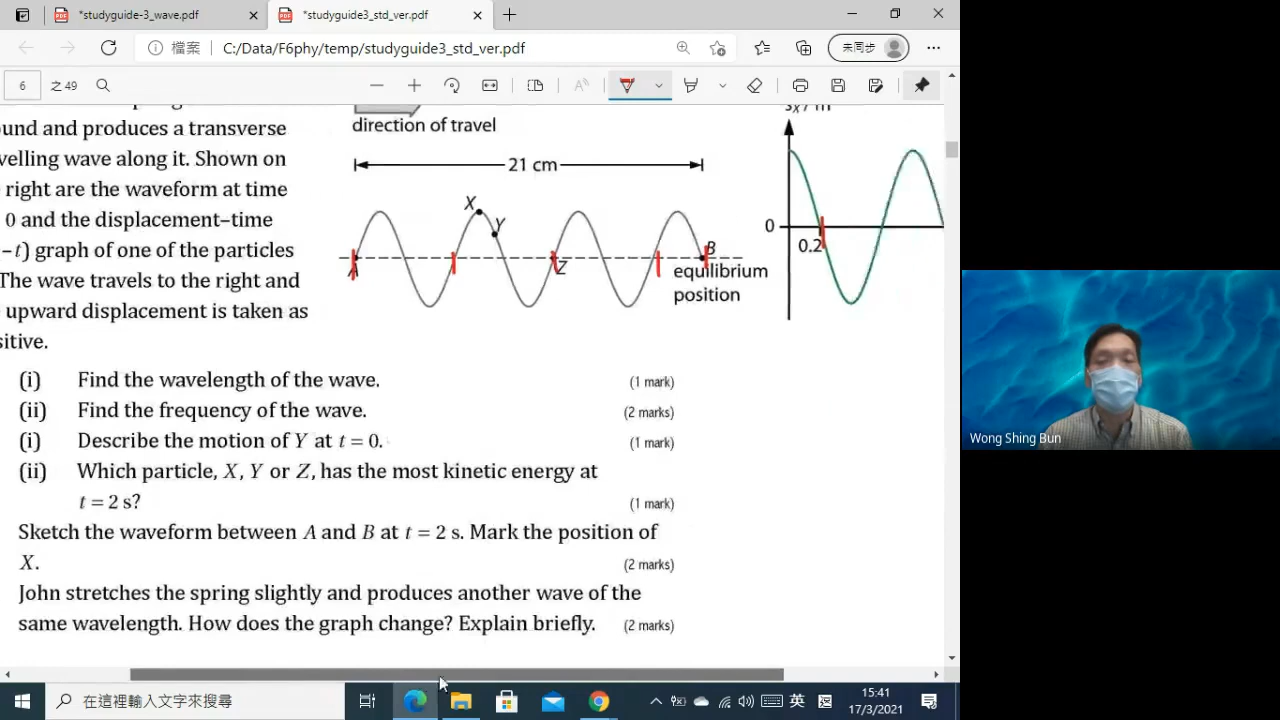 *studyguide-3_wave.pdf
*studyguide3_std_ver.pdf
檔案
C:/Data/F6phy/temp/studyguide3_std_ver.pdf
未同步
6 之 49
direction of travel
21 cm
X
Y
A
Z
B
equilibrium
position
0
0.2
ound and produces a transverse
velling wave along it. Shown on
right are the waveform at time
0 and the displacement–time
–t) graph of one of the particles
The wave travels to the right and
upward displacement is taken as
sitive.
(i) Find the wavelength of the wave. (1 mark)
(ii) Find the frequency of the wave. (2 marks)
(i) Describe the motion of Y at t = 0. (1 mark)
(ii) Which particle, X, Y or Z, has the most kinetic energy at
t = 2 s? (1 mark)
Sketch the waveform between A and B at t = 2 s. Mark the position of
X. (2 marks)
John stretches the spring slightly and produces another wave of the
same wavelength. How does the graph change? Explain briefly. (2 marks)
Wong Shing Bun
在這裡輸入文字來搜尋
英
15:41
17/3/2021